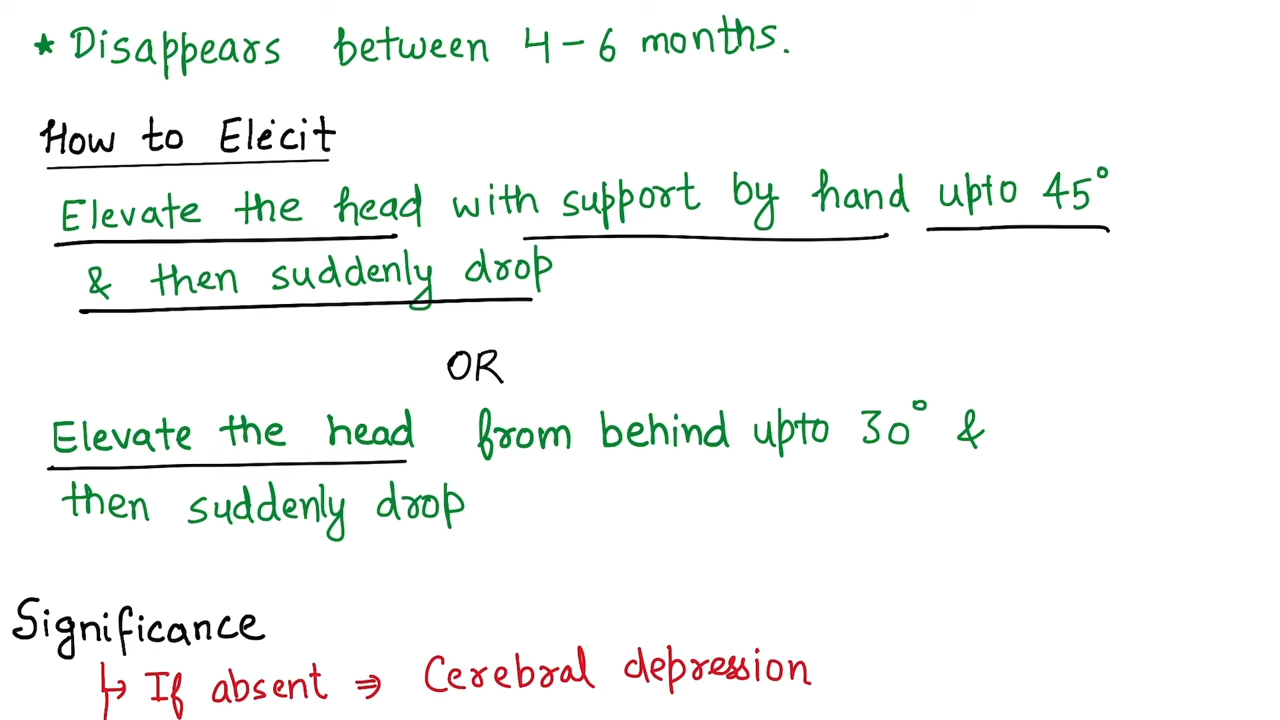 * Disappears between 4-6 months.
How to Elicit
Elevate the head with support by hand upto 45°
& then suddenly drop
OR
Elevate the head from behind upto 30° &
then suddenly drop
Significance
↳ If absent ⇒ Cerebral depression